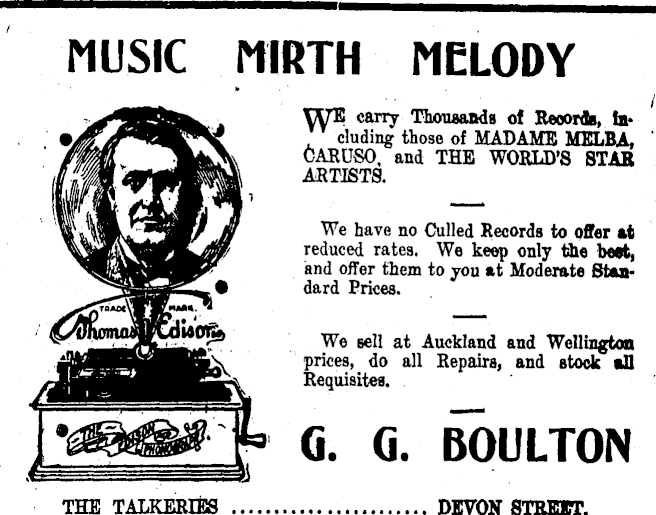 MUSIC MIRTH MELODY
WE carry Thousands of Records, in-
cluding those of MADAME MELBA,
CARUSO, and THE WORLD'S STAR
ARTISTS.
We have no Culled Records to offer at
reduced rates. We keep only the best,
and offer them to you at Moderate Stan-
dard Prices.
We sell at Auckland and Wellington
prices, do all Repairs, and stock all
Requisites.
TRADE MARK
Thomas A Edison
THE EDISON PHONOGRAPH
G. G. BOULTON
THE TALKERIES ....................... DEVON STREET.